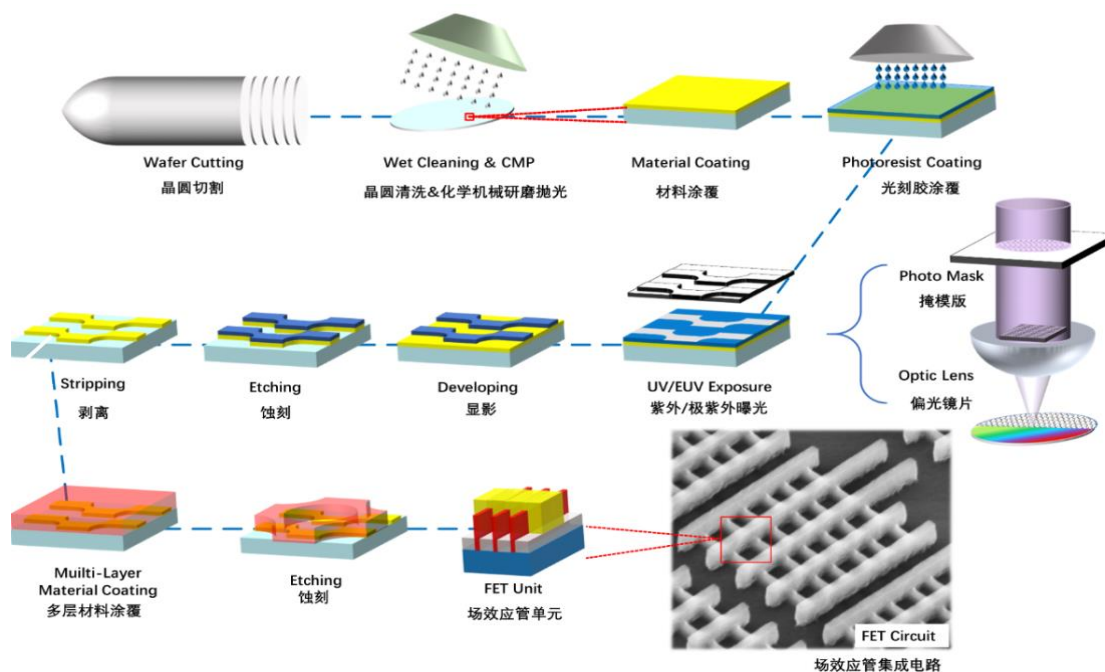 Wafer Cutting
晶圆切割
Wet Cleaning & CMP
晶圆清洗&化学机械研磨抛光
Material Coating
材料涂覆
Photoresist Coating
光刻胶涂覆
Photo Mask
掩模版
Optic Lens
偏光镜片
UV/EUV Exposure
紫外/极紫外曝光
Developing
显影
Etching
蚀刻
Stripping
剥离
Muilti-Layer
Material Coating
多层材料涂覆
Etching
蚀刻
FET Unit
场效应管单元
FET Circuit
场效应管集成电路